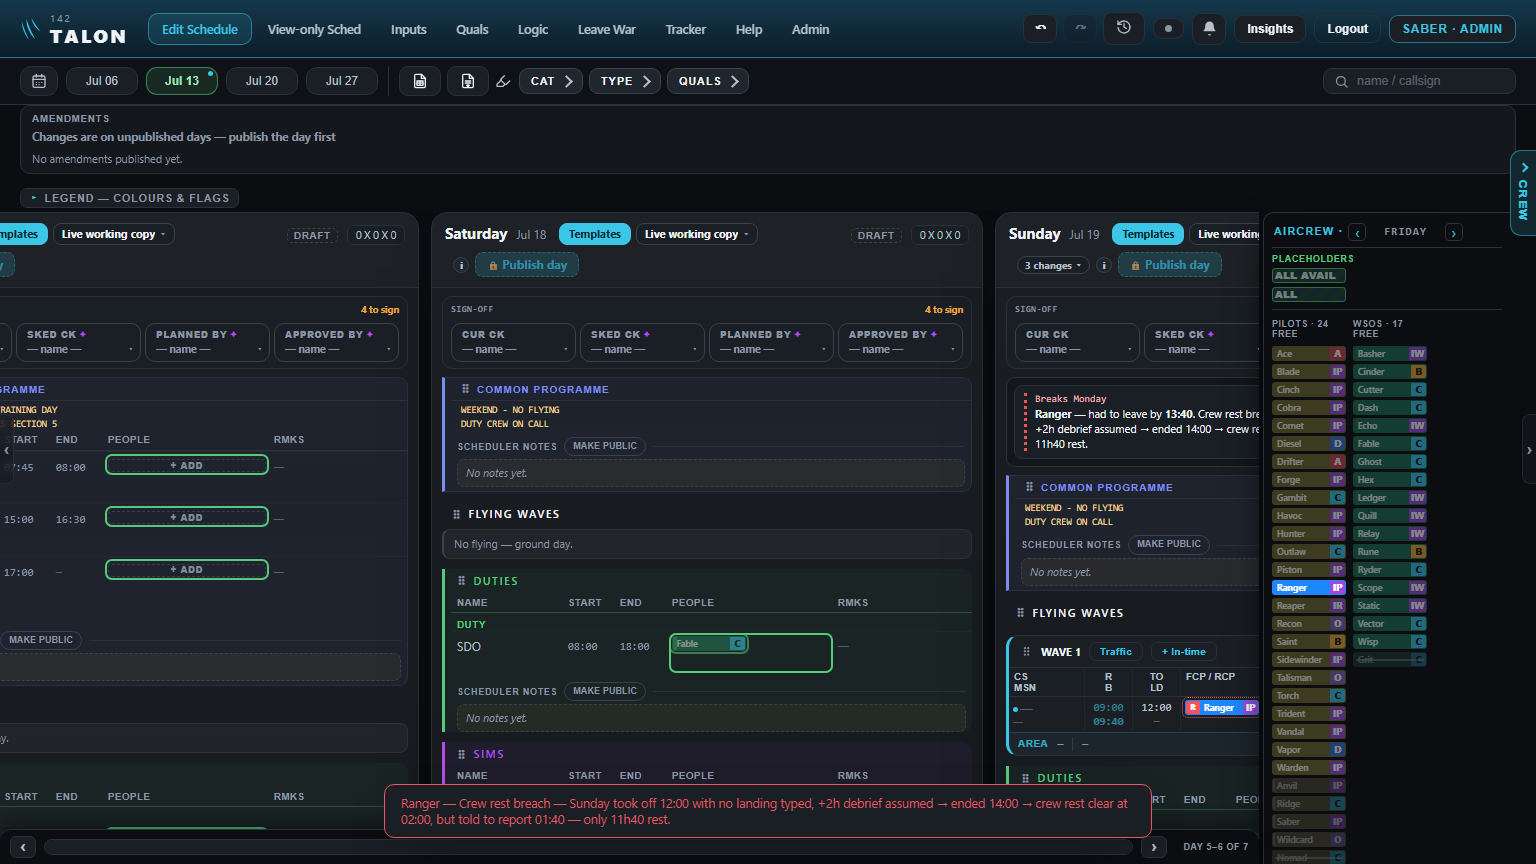 142
TALON
Edit Schedule
View-only Sched
Inputs
Quals
Logic
Leave War
Tracker
Help
Admin
Insights
Logout
SABER · ADMIN
Jul 06
Jul 13
Jul 20
Jul 27
CAT
TYPE
QUALS
name / callsign
AMENDMENTS
Changes are on unpublished days — publish the day first
No amendments published yet.
LEGEND — COLOURS & FLAGS
CREW
mplates
Live working copy
DRAFT
0X0X0
y
4 to sign
SKED CK ✦
— name —
PLANNED BY ✦
— name —
APPROVED BY ✦
— name —
RAMME
RAINING DAY
SECTION 5
TART END PEOPLE RMKS
7:45 08:00 + ADD —
15:00 16:30 + ADD —
17:00 – + ADD —
MAKE PUBLIC
y.
START END PEOPLE RMKS
Saturday Jul 18
Templates
Live working copy
DRAFT
0X0X0
i
Publish day
SIGN-OFF
4 to sign
CUR CK
— name —
SKED CK ✦
— name —
PLANNED BY ✦
— name —
APPROVED BY ✦
— name —
COMMON PROGRAMME
WEEKEND - NO FLYING
DUTY CREW ON CALL
SCHEDULER NOTES
MAKE PUBLIC
No notes yet.
FLYING WAVES
No flying — ground day.
DUTIES
NAME START END PEOPLE RMKS
DUTY
SDO 08:00 18:00 Fable C —
SCHEDULER NOTES
MAKE PUBLIC
No notes yet.
SIMS
NAME START END PEOPLE RMKS
Sunday Jul 19
Templates
Live working
3 changes
i
Publish day
SIGN-OFF
CUR CK
— name —
SKED CK ✦
— name —
Breaks Monday
Ranger — had to leave by 13:40. Crew rest bre
+2h debrief assumed → ended 14:00 → crew re
11h40 rest.
COMMON PROGRAMME
WEEKEND - NO FLYING
DUTY CREW ON CALL
SCHEDULER NOTES
MAKE PUBLIC
No notes yet.
FLYING WAVES
WAVE 1
Traffic
+ In-time
CS R TO FCP / RCP
MSN B LD
— 09:00 12:00 R Ranger IP
— 09:40 –
AREA – –
DUTIES
RT END PEO
AIRCREW ·
‹
FRIDAY
›
PLACEHOLDERS
ALL AVAIL
ALL
PILOTS · 24 FREE
WSOS · 17 FREE
Ace A
Blade IP
Cinch IP
Cobra IP
Comet IP
Diesel D
Drifter A
Forge IP
Gambit C
Havoc IP
Hunter IP
Outlaw C
Piston IP
Ranger IP
Reaper IR
Recon O
Saint B
Sidewinder IP
Talisman O
Torch C
Trident IP
Vandal IP
Vapor D
Warden IP
Anvil IP
Ridge C
Saber IP
Wildcard O
Nomad C
Basher IW
Cinder B
Cutter C
Dash C
Echo IW
Fable C
Ghost C
Hex C
Ledger IW
Quill IW
Relay IW
Rune B
Ryder C
Scope IW
Static IW
Vector C
Wisp C
Grit C
Ranger — Crew rest breach — Sunday took off 12:00 with no landing typed, +2h debrief assumed → ended 14:00 → crew rest clear at
02:00, but told to report 01:40 — only 11h40 rest.
DAY 5–6 OF 7